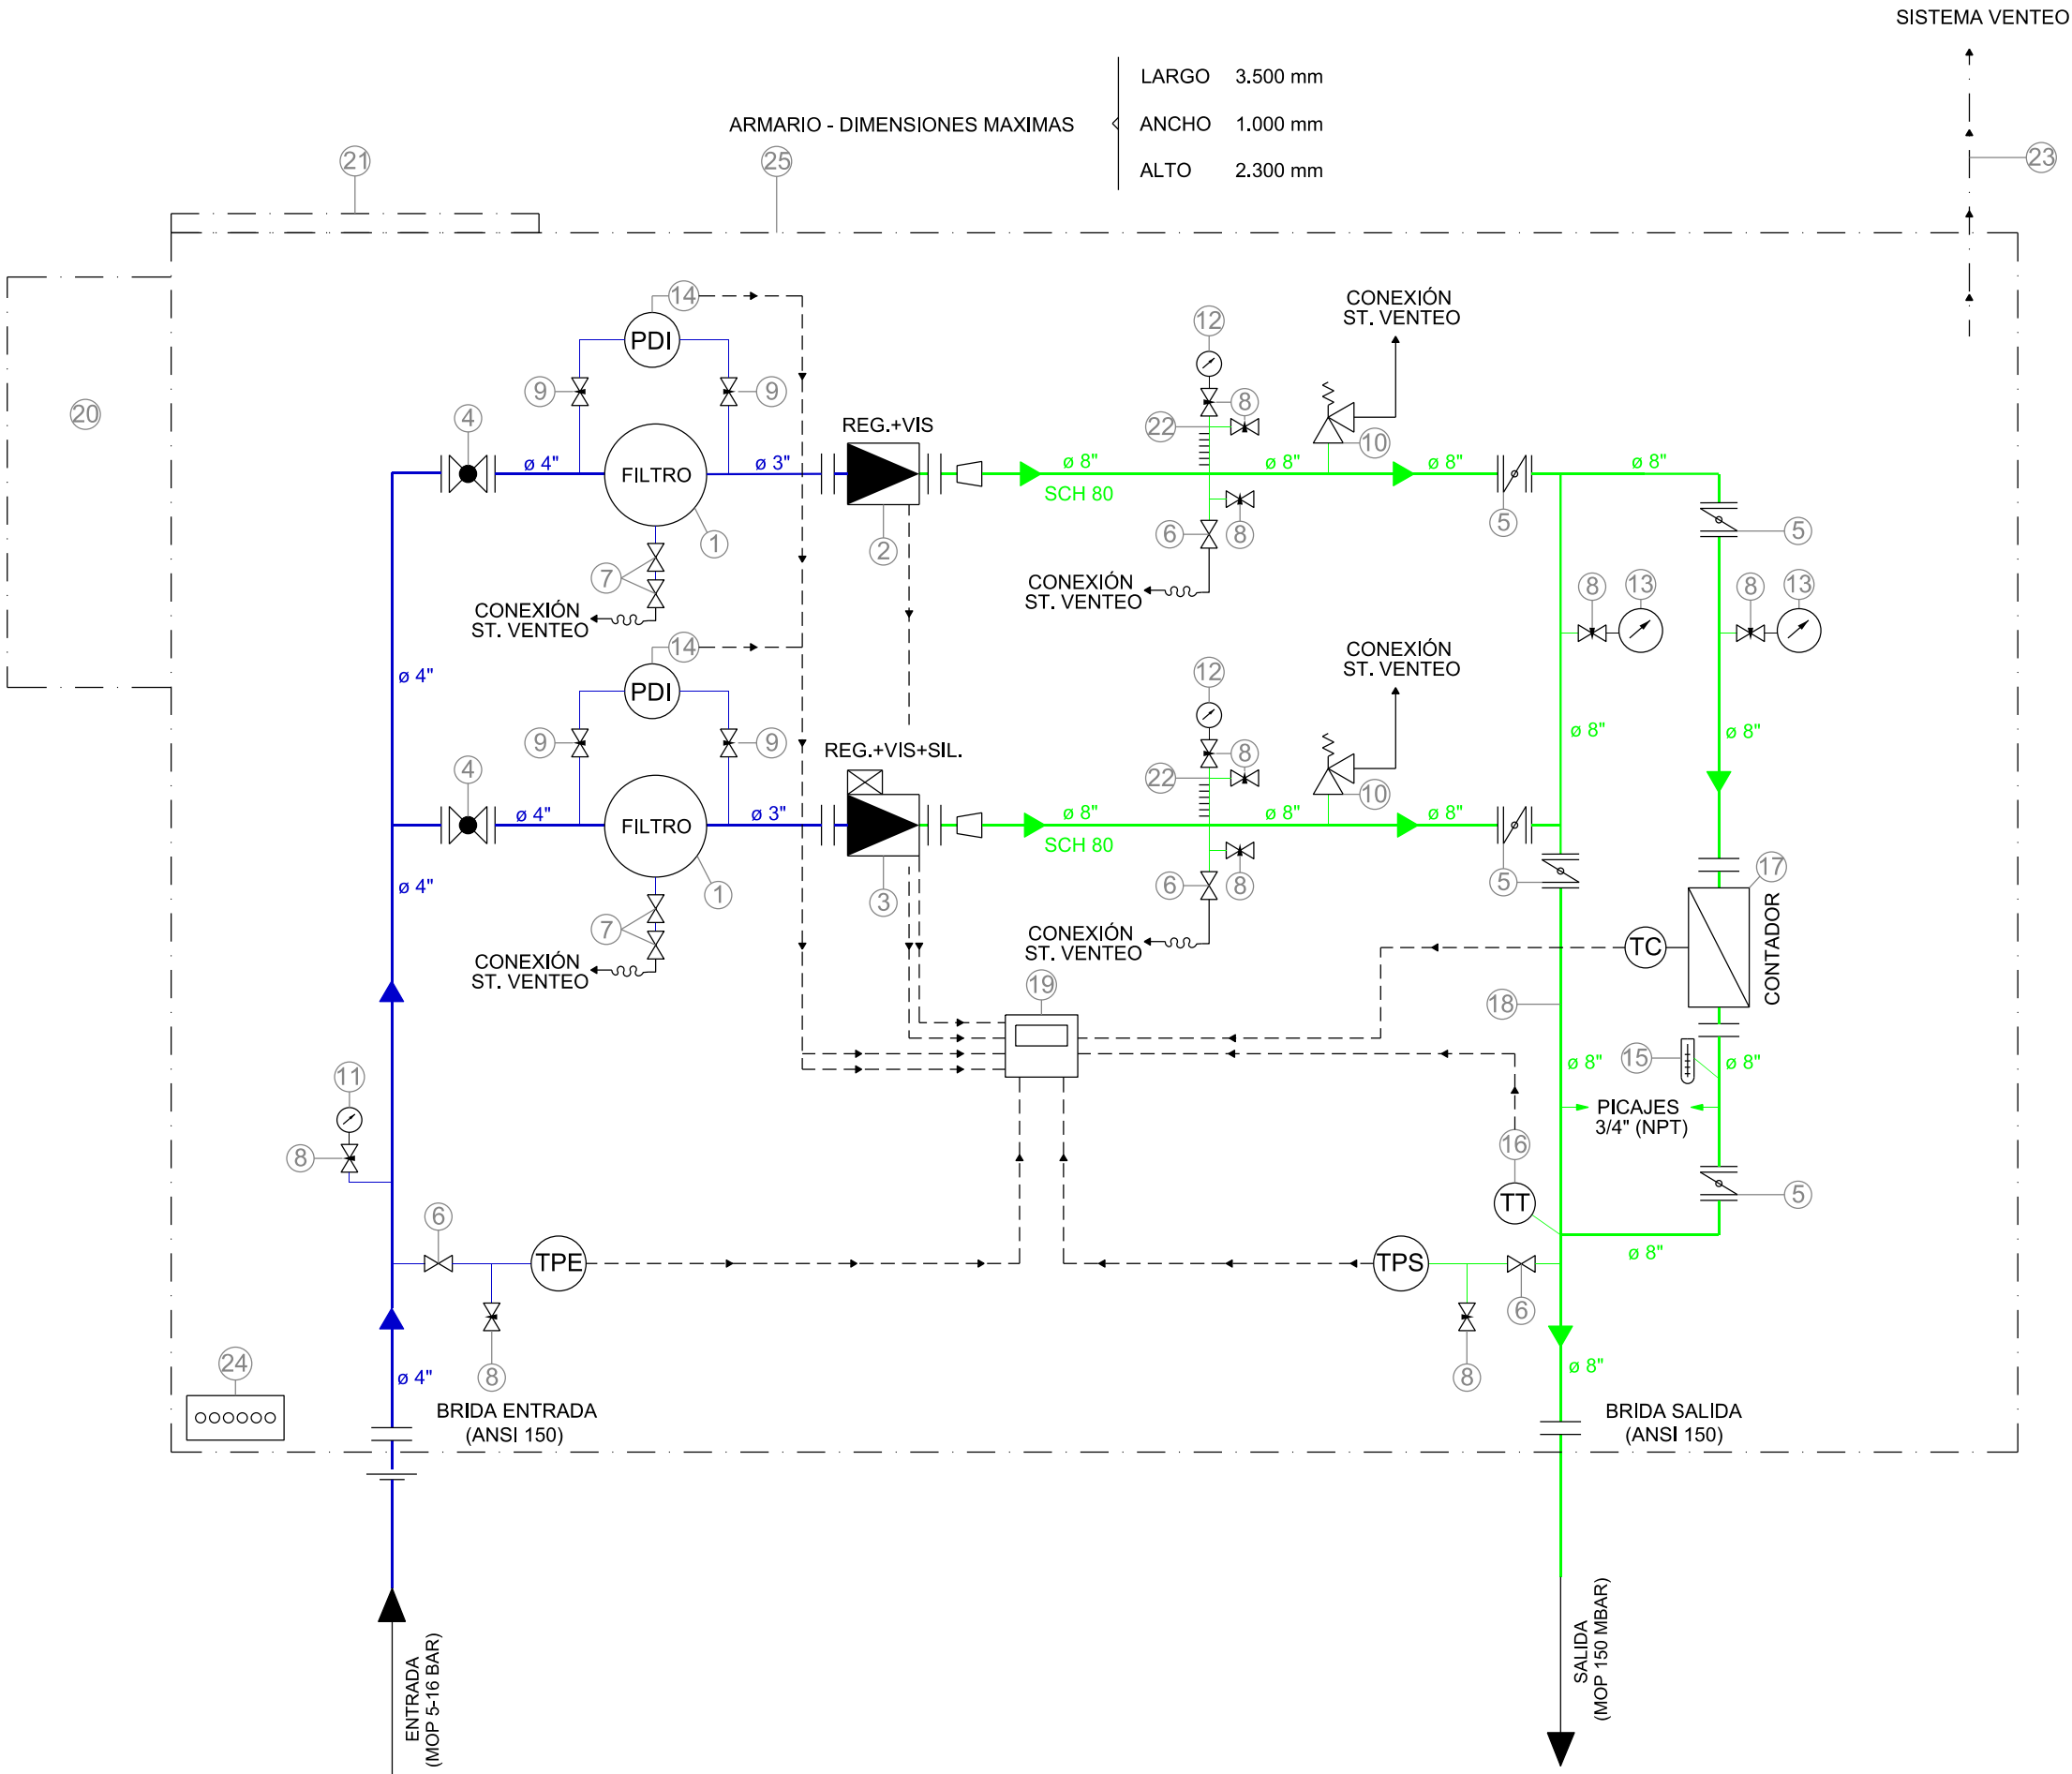 SISTEMA VENTEO
LARGO 3.500 mm
ARMARIO - DIMENSIONES MAXIMAS
ANCHO 1.000 mm
ALTO 2.300 mm
21
25
23
14
PDI
9
9
4
20
ø 4"
FILTRO
ø 3"
1
7
CONEXIÓN
ST. VENTEO
REG.+VIS
2
12
8
22
CONEXIÓN
ST. VENTEO
10
ø 8"
SCH 80
ø 8"
ø 8"
ø 8"
6
8
5
5
CONEXIÓN
ST. VENTEO
8
13
8
13
ø 4"
14
PDI
9
9
4
ø 4"
FILTRO
ø 3"
1
7
CONEXIÓN
ST. VENTEO
REG.+VIS+SIL.
3
12
8
22
CONEXIÓN
ST. VENTEO
10
ø 8"
SCH 80
ø 8"
ø 8"
6
8
5
CONEXIÓN
ST. VENTEO
ø 8"
ø 8"
ø 4"
17
TC
CONTADOR
19
18
15
ø 8"
ø 8"
PICAJES
3/4" (NPT)
11
8
16
TT
5
6
TPE
8
TPS
6
8
ø 8"
24
oooooo
ø 4"
ø 8"
BRIDA ENTRADA
(ANSI 150)
BRIDA SALIDA
(ANSI 150)
ENTRADA
(MOP 5-16 BAR)
SALIDA
(MOP 150 MBAR)